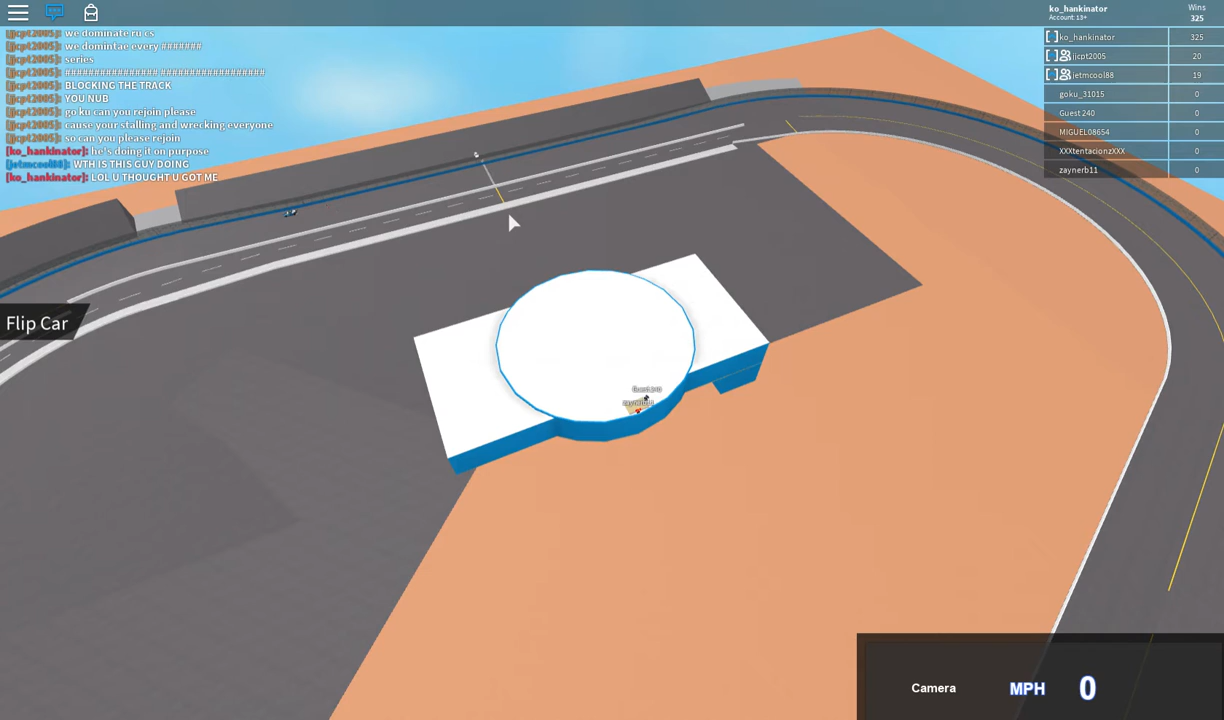 ko_hankinator
Account: 13+
Wins
325
[jjcpt2005]: we dominate ru cs
[jjcpt2005]: we domintae every #######
[jjcpt2005]: series
[jjcpt2005]: ################.##################
[jjcpt2005]: BLOCKING THE TRACK
[jjcpt2005]: YOU NUB
[jjcpt2005]: go ku can you rejoin please
[jjcpt2005]: cause your stalling and wrecking everyone
[jjcpt2005]: so can you please rejoin
[ko_hankinator]: he's doing it on purpose
[jetmcool88]: WTH IS THIS GUY DOING
[ko_hankinator]: LOL U THOUGHT U GOT ME
ko_hankinator 325
jjcpt2005 20
jetmcool88 19
goku_31015 0
Guest 240 0
MIGUEL08654 0
XXXtentacionzXXX 0
zaynerb11 0
Flip Car
Guest 240
zaynerb11
Camera MPH 0